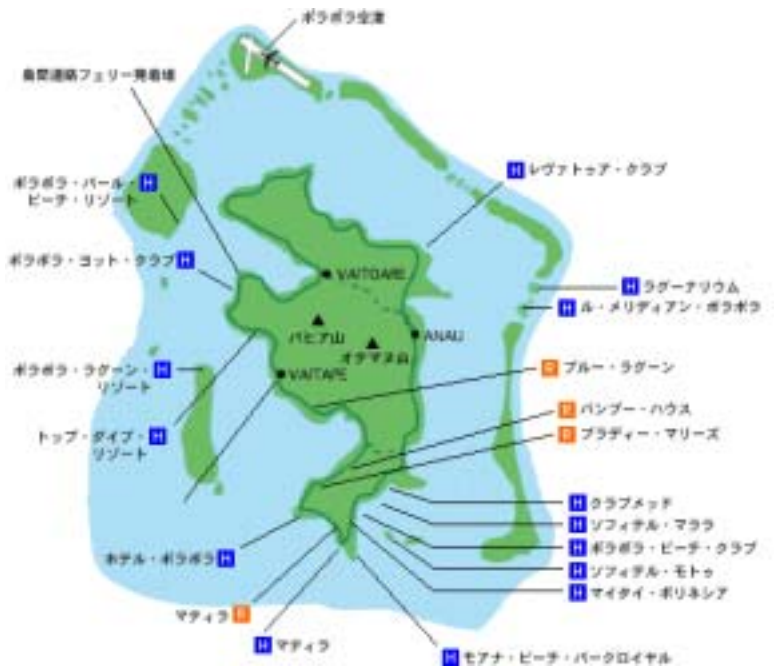 ボラボラ空港
島間連絡フェリー発着場
ボラボラ・パール・
ビーチ・リゾート
H
H
レヴァトゥア・クラブ
ボラボラ・ヨット・クラブ
H
VAITOARE
H
ラグーナリウム
H
ル・メリディアン・ボラボラ
パヒア山
ANAU
オテマヌ山
ボラボラ・ラグーン・
リゾート
H
VAITAPE
R
ブルー・ラグーン
R
バンブー・ハウス
トップ・ダイブ・
リゾート
H
R
ブラディー・マリーズ
H
クラブメッド
H
ソフィテル・マララ
ホテル・ボラボラ
H
H
ボラボラ・ビーチ・クラブ
H
ソフィテル・モトゥ
H
マイタイ・ポリネシア
マティラ
R
H
マティラ
H
モアナ・ビーチ・パークロイヤル